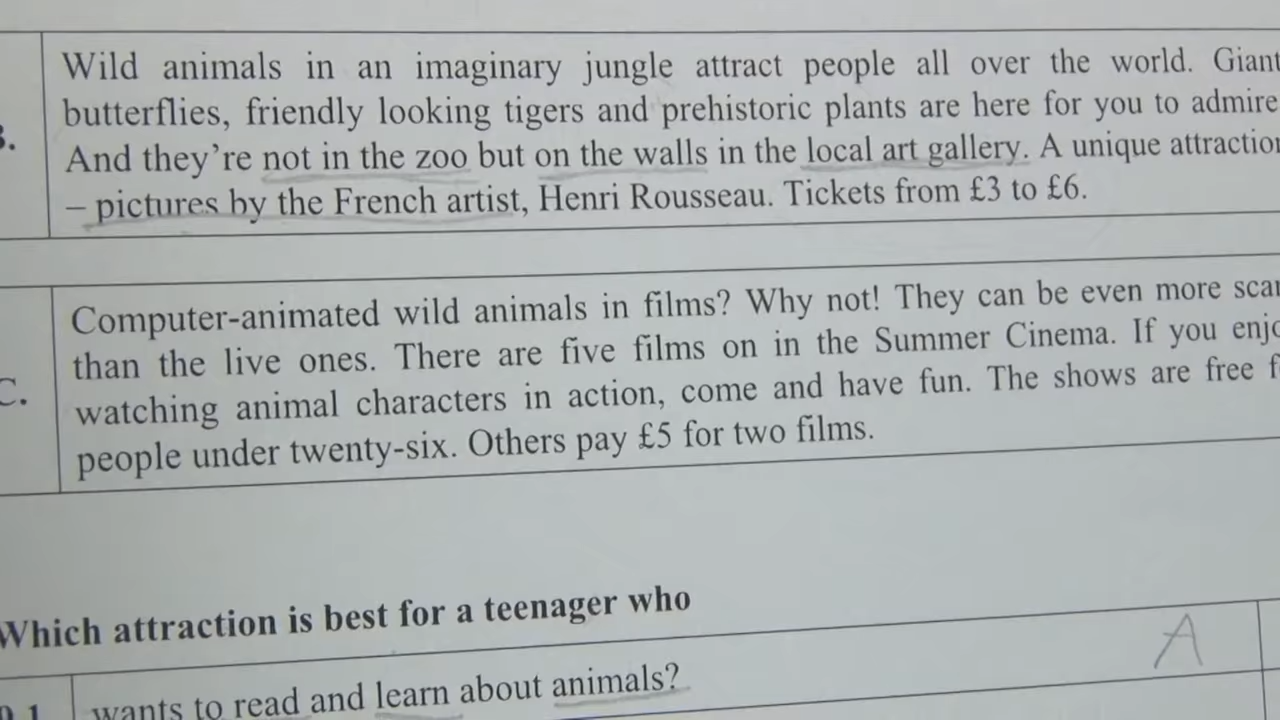 Wild animals in an imaginary jungle attract people all over the world. Giant
B. butterflies, friendly looking tigers and prehistoric plants are here for you to admire
And they're not in the zoo but on the walls in the local art gallery. A unique
– pictures by the French artist, Henri Rousseau. Tickets from £3 to £6.
Computer-animated wild animals in films? Why not! They can be even more
than the live ones. There are five films on in the Summer Cinema. If you
C. watching animal characters in action, come and have fun. The shows are free
people under twenty-six. Others pay £5 for two films.
Which attraction is best for a teenager who
wants to read and learn about animals? A